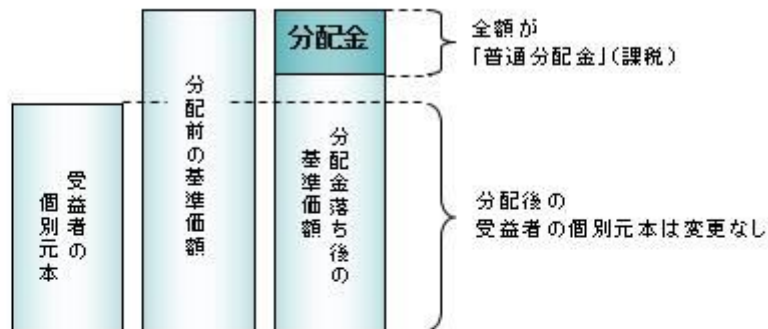 分配金
全額が
「普通分配金」(課税)
受益者の
個別元本
分配前の基準価額
分配金落ち後の
基準価額
分配後の
受益者の個別元本は変更なし